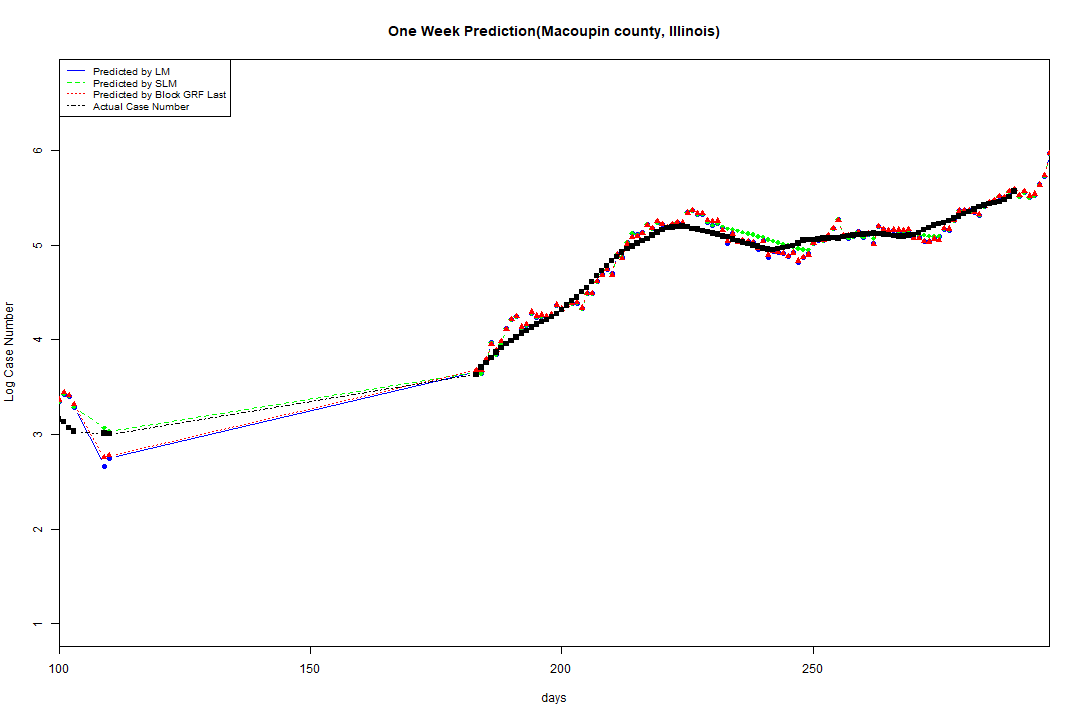 One Week Prediction(Macoupin county, Illinois)
Predicted by LM
Predicted by SLM
Predicted by Block GRF Last
Actual Case Number
6
5
4
3
2
1
Log Case Number
100 150 200 250
days